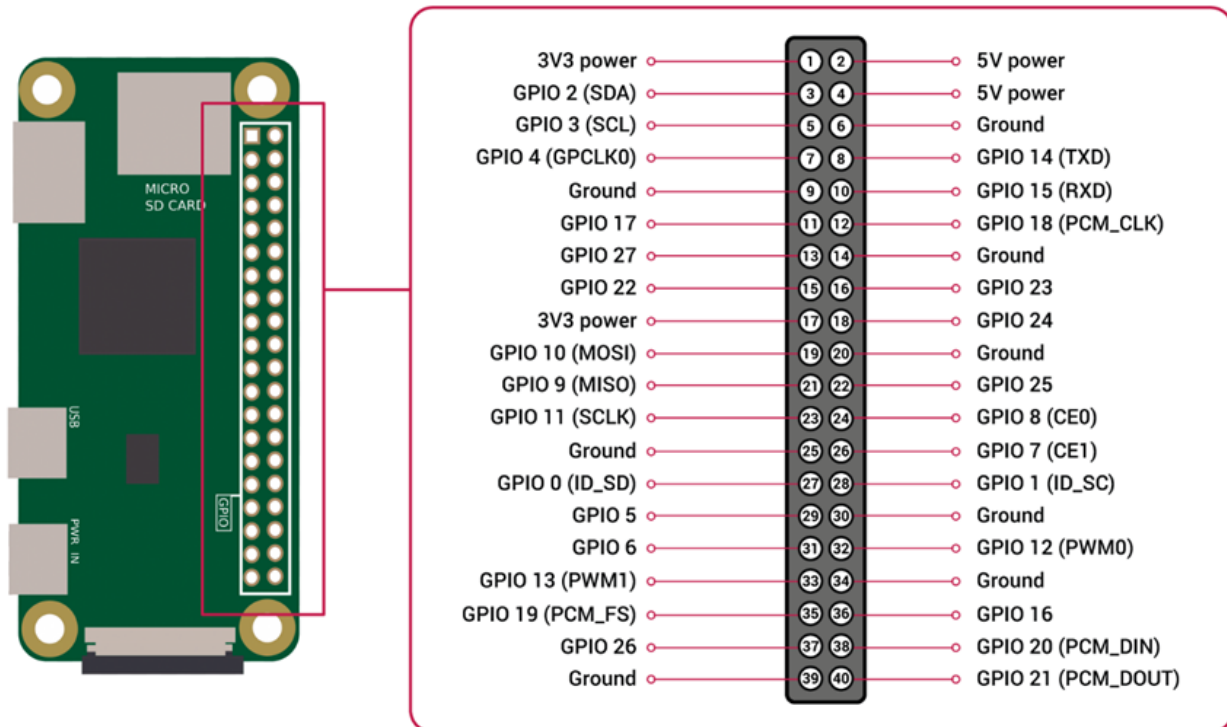 MICRO
SD CARD
USB
PWR IN
GPIO
3V3 power 1 2 5V power
GPIO 2 (SDA) 3 4 5V power
GPIO 3 (SCL) 5 6 Ground
GPIO 4 (GPCLK0) 7 8 GPIO 14 (TXD)
Ground 9 10 GPIO 15 (RXD)
GPIO 17 11 12 GPIO 18 (PCM_CLK)
GPIO 27 13 14 Ground
GPIO 22 15 16 GPIO 23
3V3 power 17 18 GPIO 24
GPIO 10 (MOSI) 19 20 Ground
GPIO 9 (MISO) 21 22 GPIO 25
GPIO 11 (SCLK) 23 24 GPIO 8 (CE0)
Ground 25 26 GPIO 7 (CE1)
GPIO 0 (ID_SD) 27 28 GPIO 1 (ID_SC)
GPIO 5 29 30 Ground
GPIO 6 31 32 GPIO 12 (PWM0)
GPIO 13 (PWM1) 33 34 Ground
GPIO 19 (PCM_FS) 35 36 GPIO 16
GPIO 26 37 38 GPIO 20 (PCM_DIN)
Ground 39 40 GPIO 21 (PCM_DOUT)